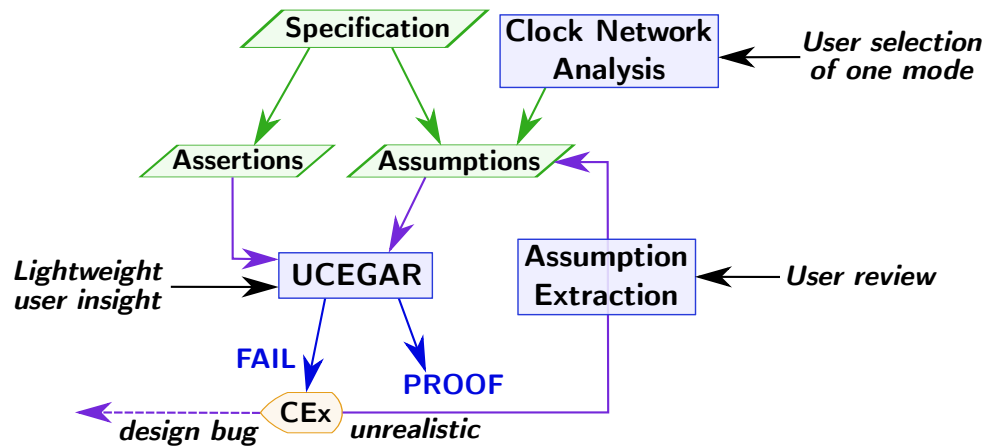 Specification
Clock Network
Analysis
User selection
of one mode
Assertions
Assumptions
Lightweight
user insight
UCEGAR
Assumption
Extraction
User review
FAIL
PROOF
CEx
design bug
unrealistic